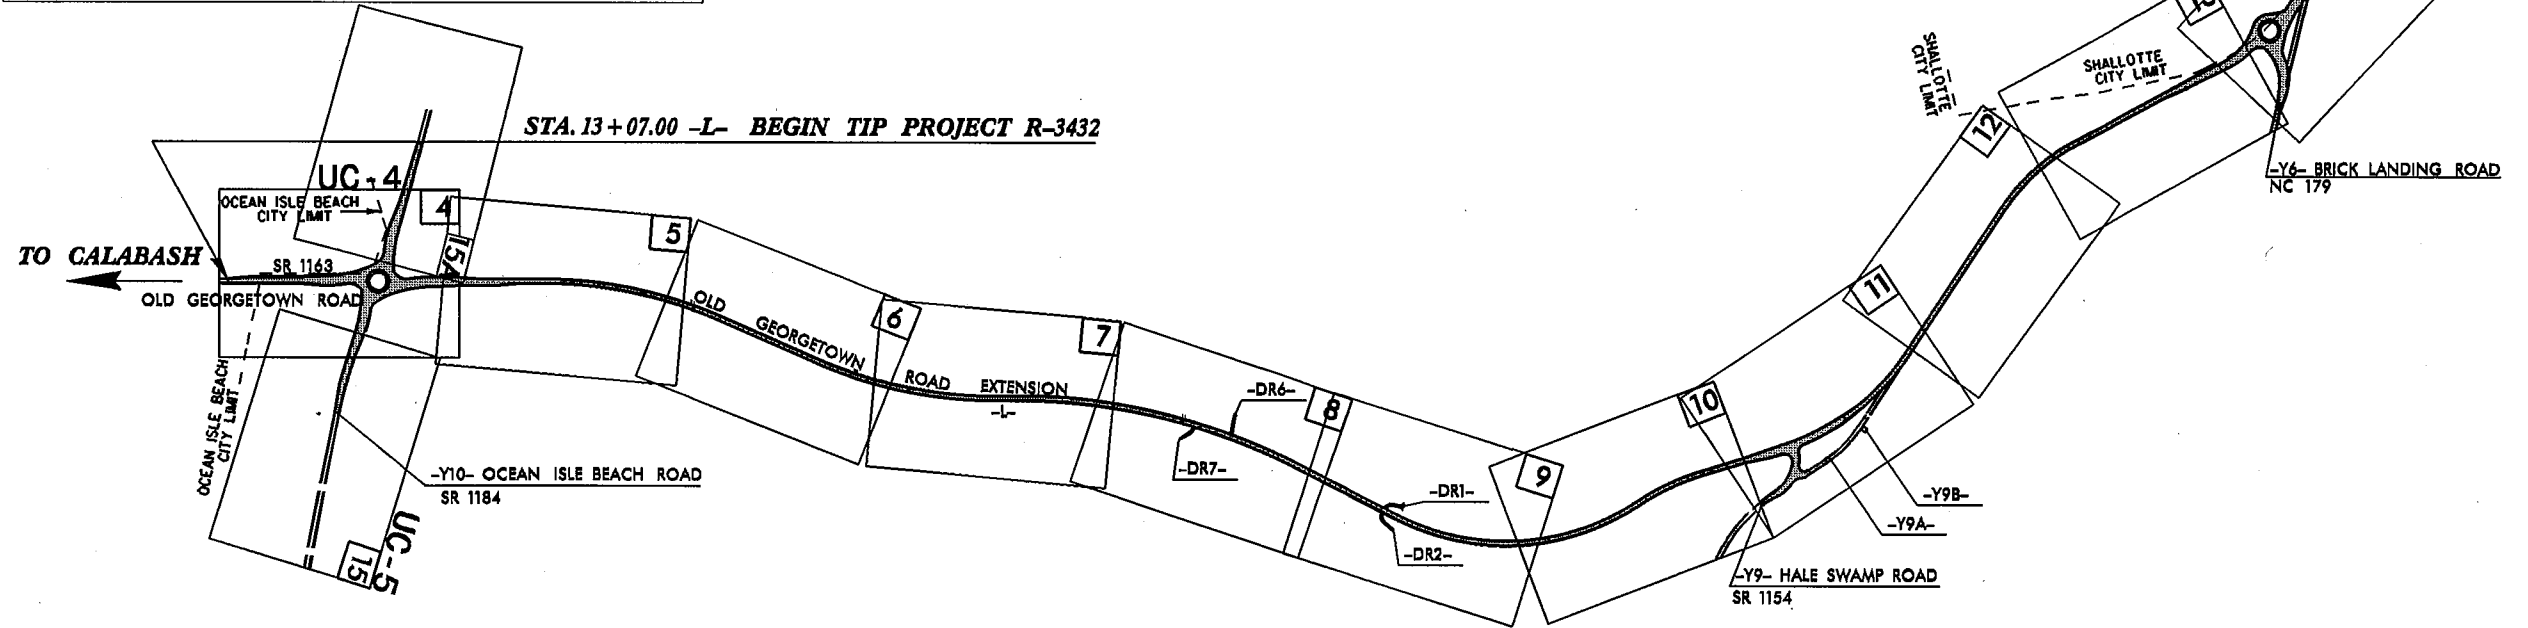 STA. 13+07.00 -L- BEGIN TIP PROJECT R-3432
UC-4
OCEAN ISLE BEACH
CITY LIMIT
4
15A
TO CALABASH
SR 1163
OLD GEORGETOWN ROAD
OCEAN ISLE BEACH
CITY LIMIT
-Y10- OCEAN ISLE BEACH ROAD
SR 1184
UC-5
15
5
OLD GEORGETOWN ROAD EXTENSION
-L-
6
7
-DR6-
-DR7-
8
-DR1-
-DR2-
9
10
11
12
-Y9B-
-Y9A-
-Y9- HALE SWAMP ROAD
SR 1154
SHALLOTTE
CITY LIMIT
SHALLOTTE
CITY LIMIT
-Y6- BRICK LANDING ROAD
NC 179